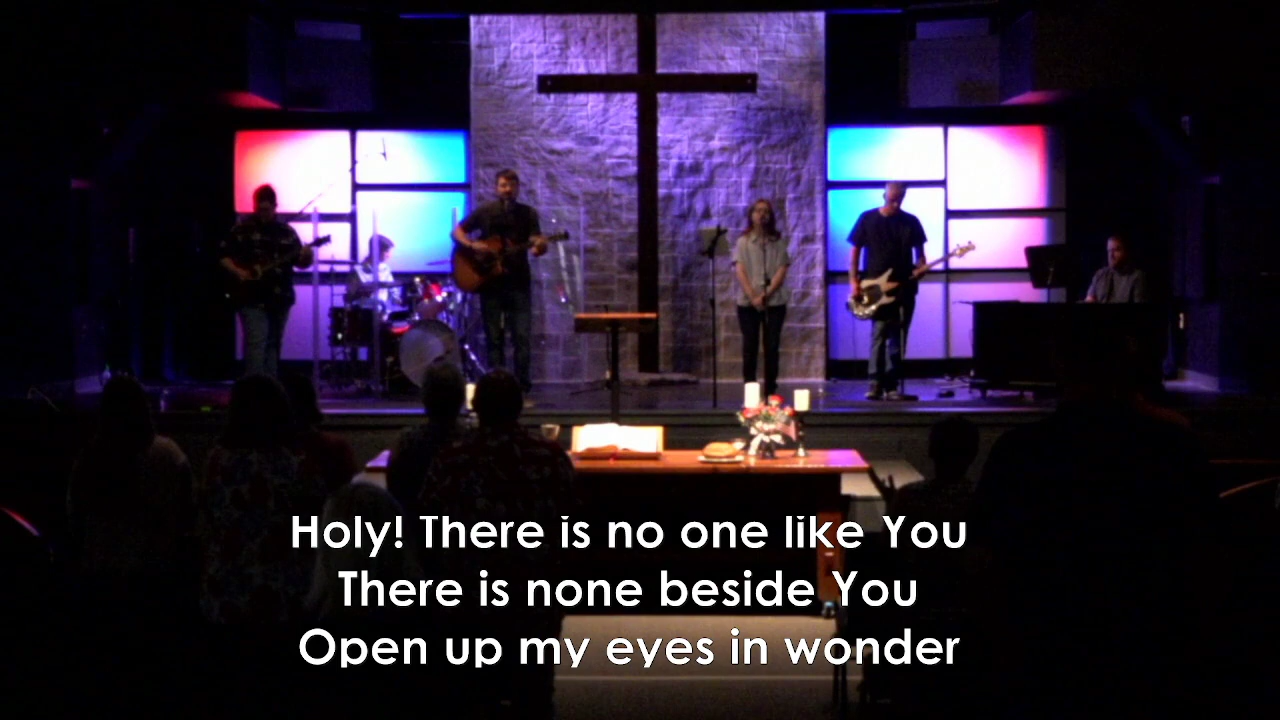 Holy! There is no one like You
There is none beside You
Open up my eyes in wonder